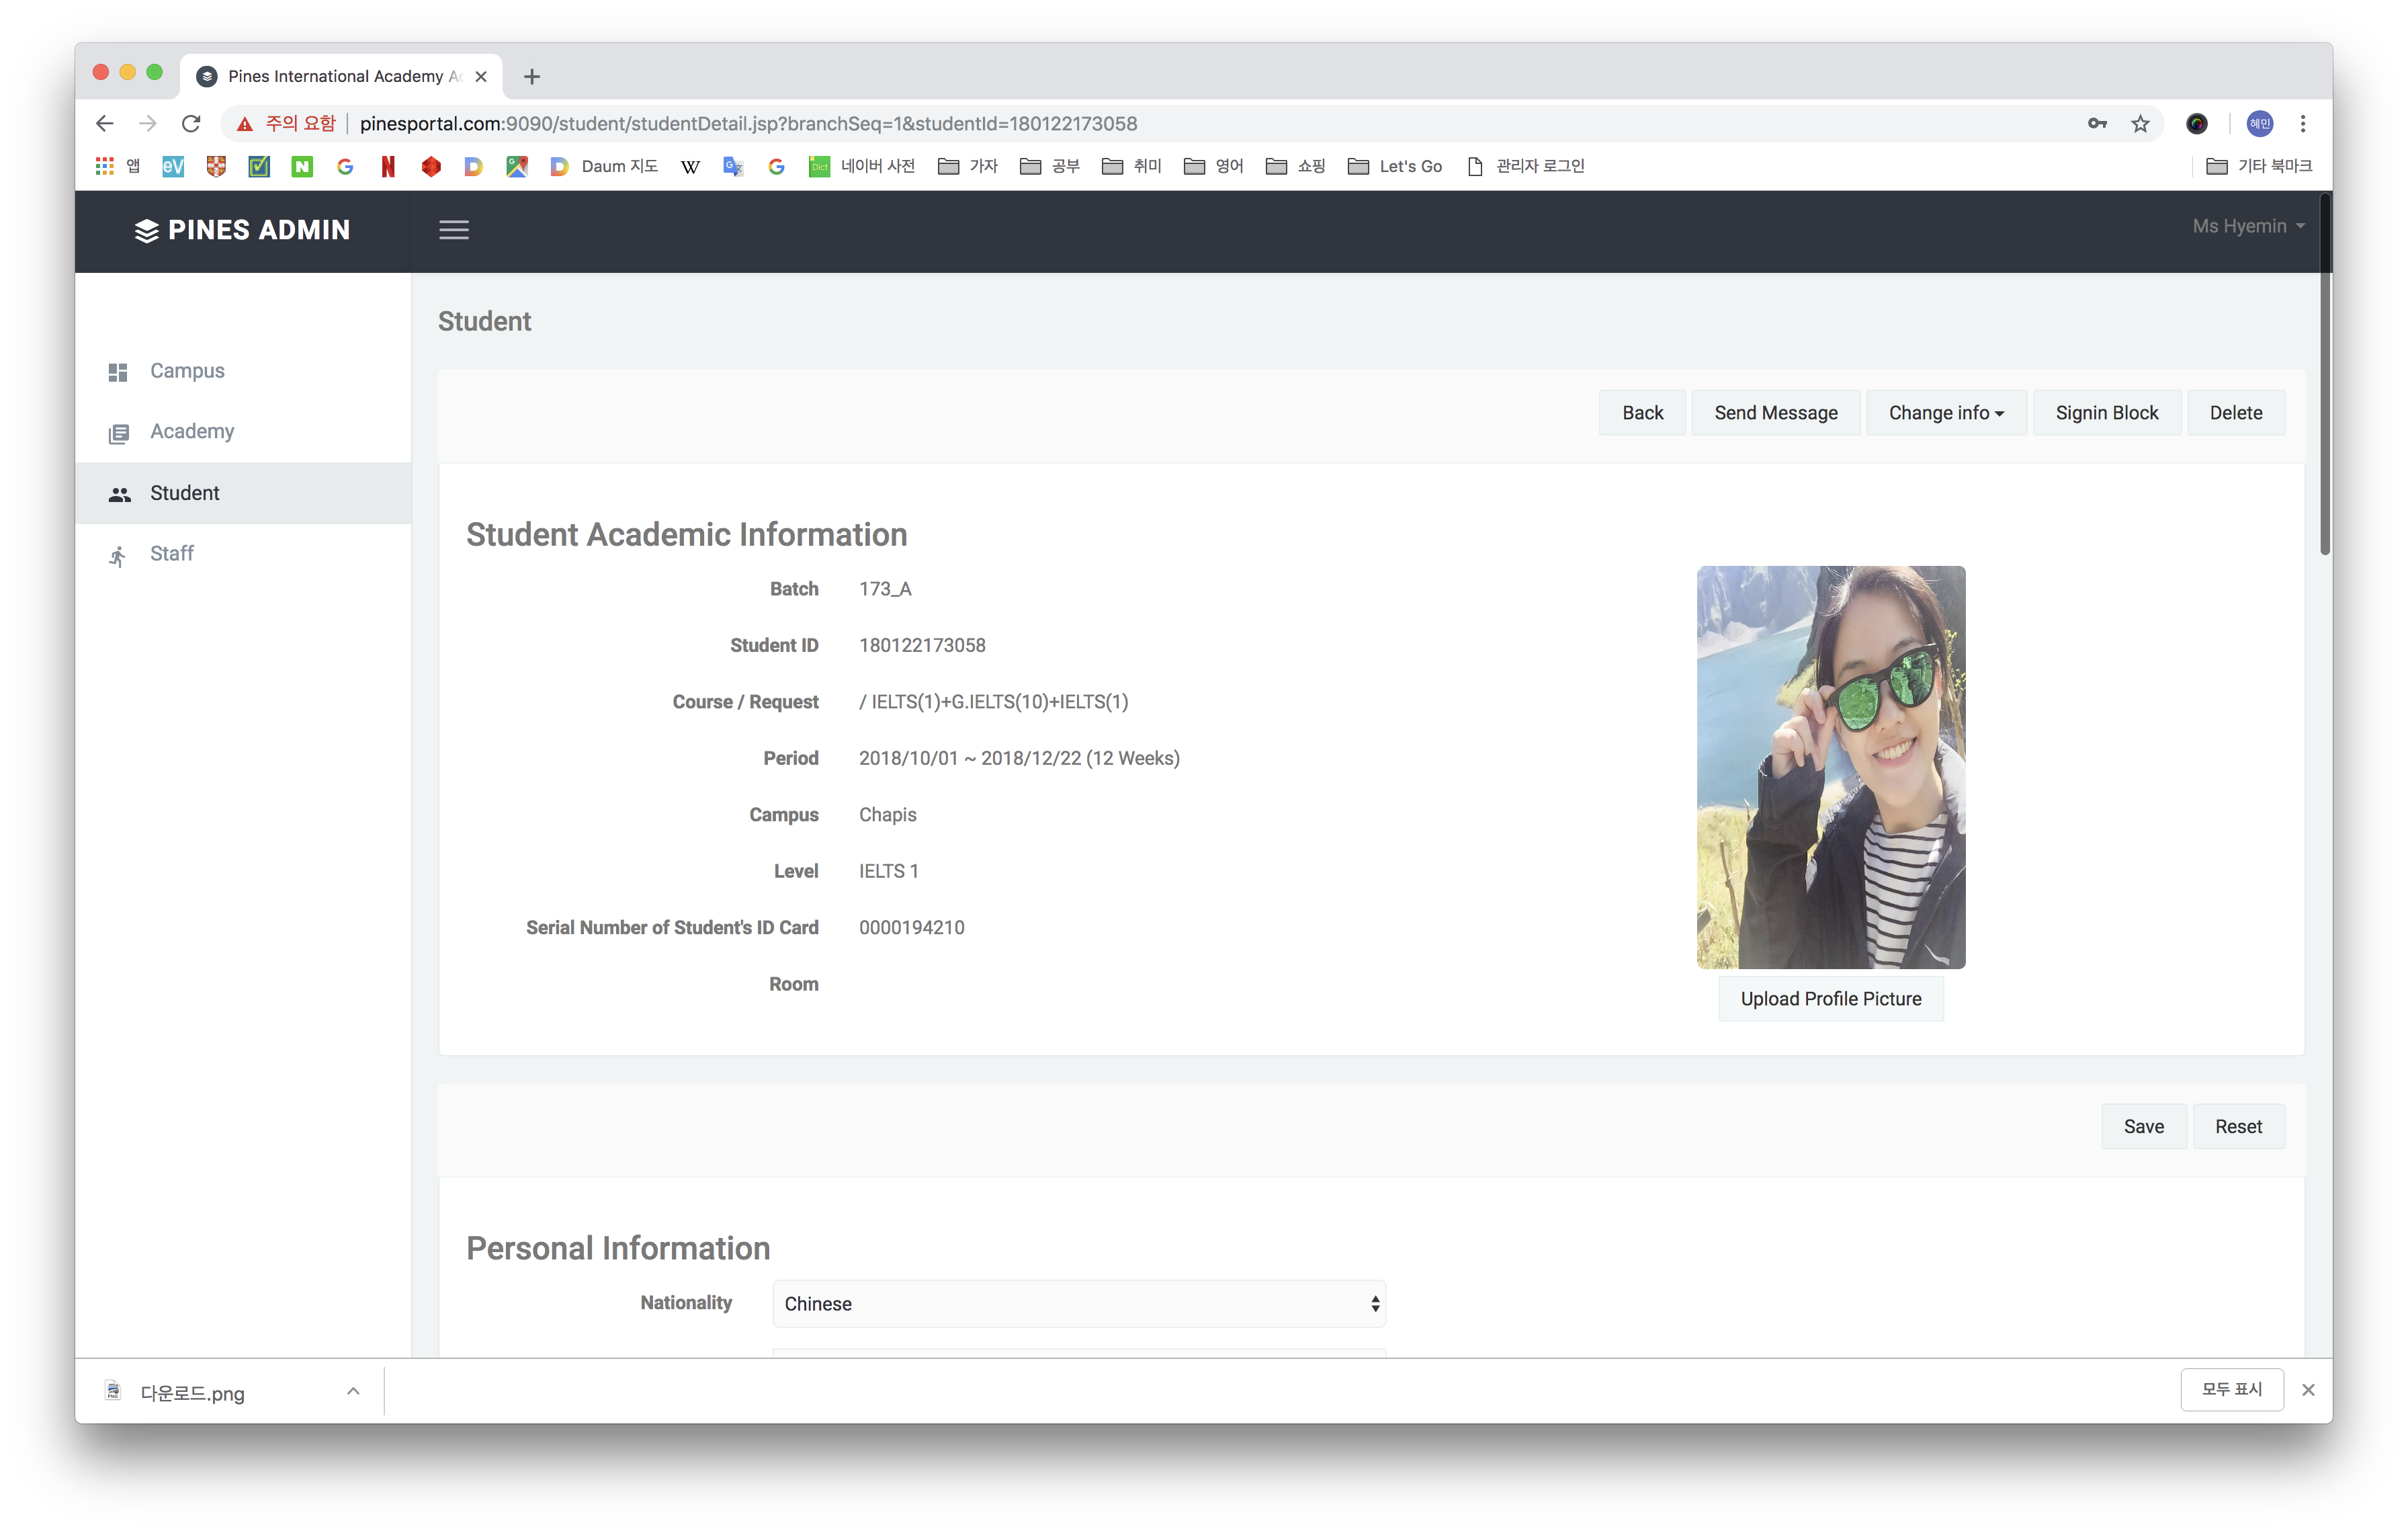 Pines International Academy A
주의 요함 pinesportal.com:9090/student/studentDetail.jsp?branchSeq=1&studentId=180122173058
혜민
앱 eV N G N D D Daum 지도 W G Dict 네이버 사전 가자 공부 취미 영어 쇼핑 Let's Go 관리자 로그인 기타 북마크
PINES ADMIN
Ms Hyemin
Campus
Academy
Student
Staff
Student
Back Send Message Change info Signin Block Delete
Student Academic Information
Batch 173_A
Student ID 180122173058
Course / Request / IELTS(1)+G.IELTS(10)+IELTS(1)
Period 2018/10/01 ~ 2018/12/22 (12 Weeks)
Campus Chapis
Level IELTS 1
Serial Number of Student's ID Card 0000194210
Room
Upload Profile Picture
Save Reset
Personal Information
Nationality Chinese
다운로드.png
모두 표시